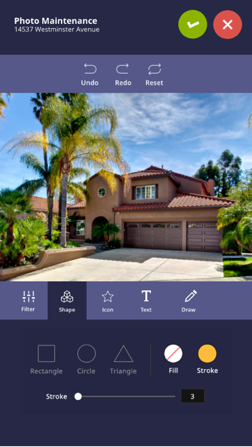 Photo Maintenance
14537 Westminster Avenue
Undo Redo Reset
Filter Shape Icon Text Draw
Rectangle Circle Triangle Fill Stroke
Stroke 3